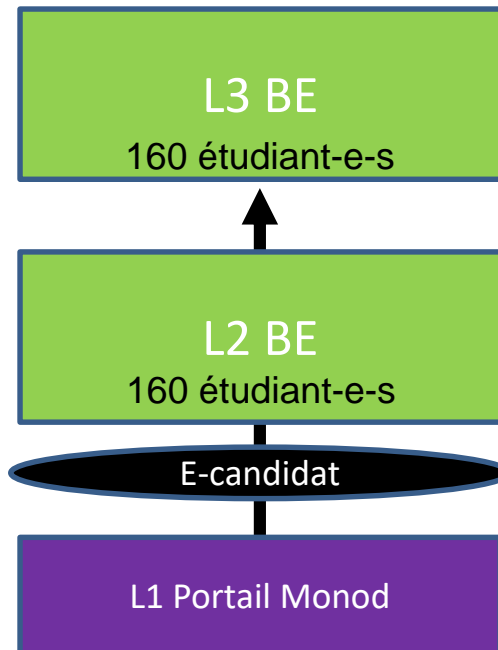 L3 BE
160 étudiant-e-s
L2 BE
160 étudiant-e-s
E-candidat
L1 Portail Monod